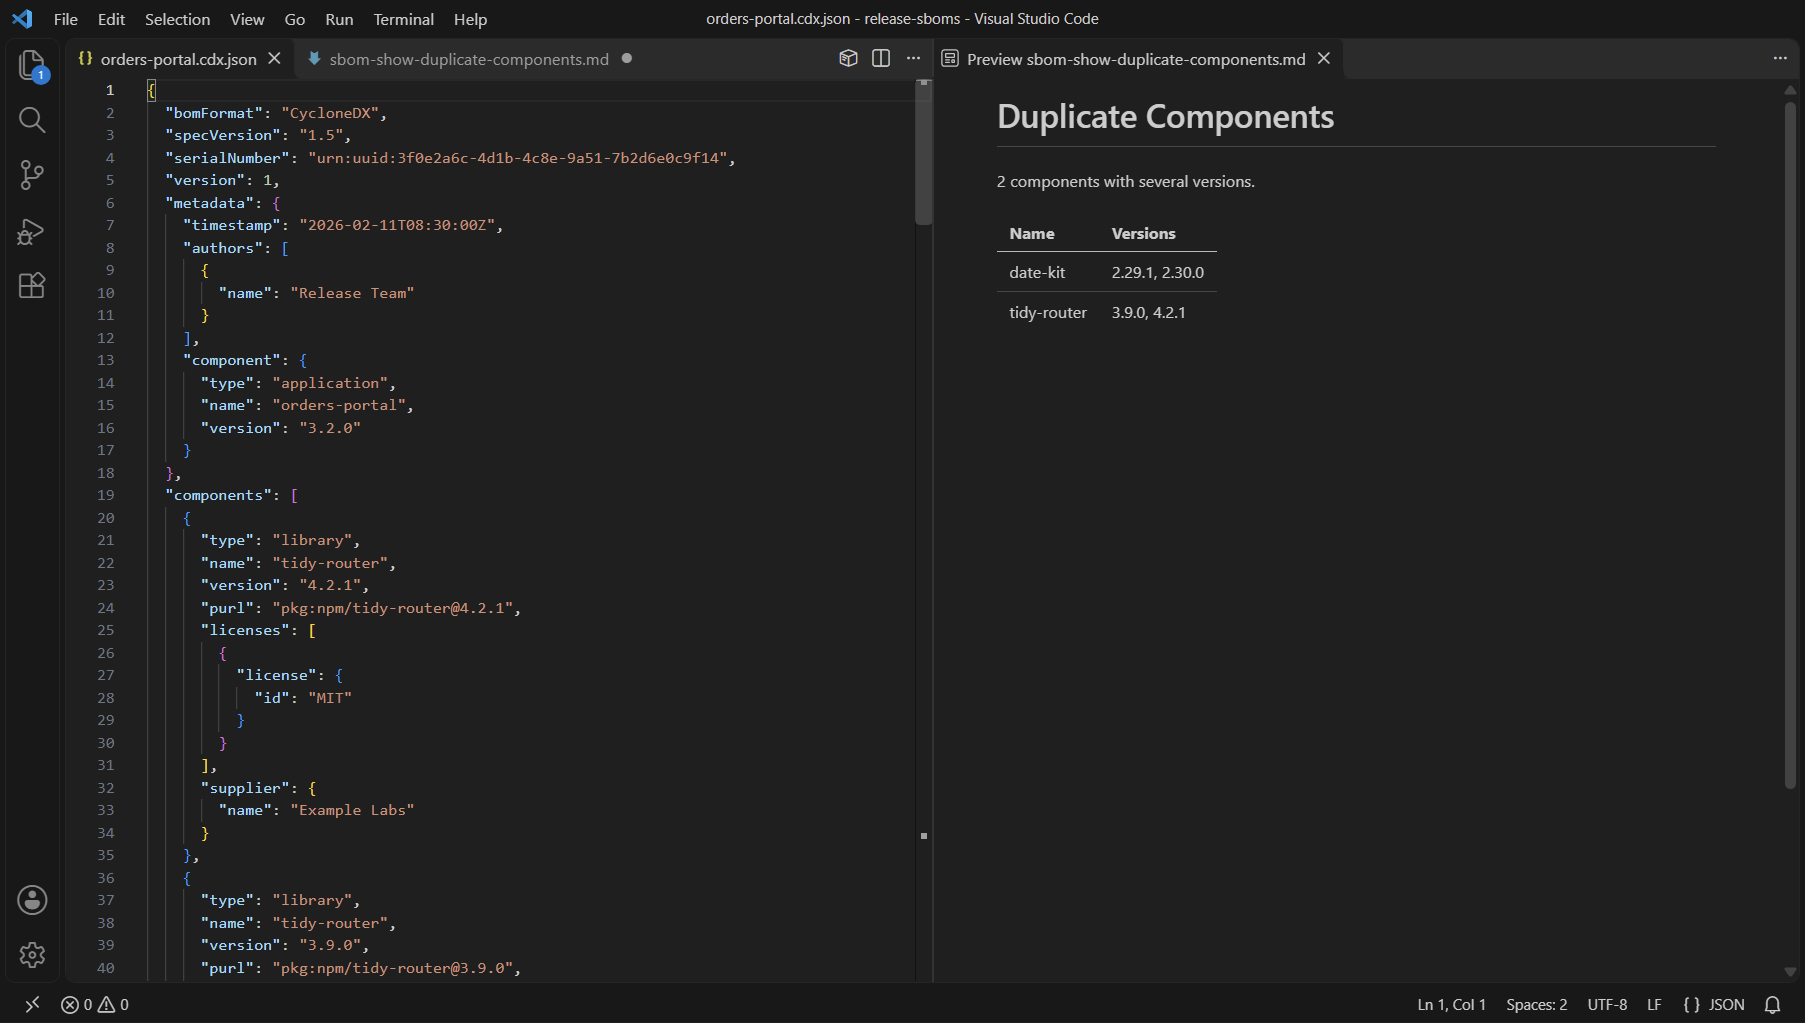 File Edit Selection View Go Run Terminal Help
orders-portal.cdx.json - release-sboms - Visual Studio Code
1
orders-portal.cdx.json
sbom-show-duplicate-components.md
1 {
2 "bomFormat": "CycloneDX",
3 "specVersion": "1.5",
4 "serialNumber": "urn:uuid:3f0e2a6c-4d1b-4c8e-9a51-7b2d6e0c9f14",
5 "version": 1,
6 "metadata": {
7 "timestamp": "2026-02-11T08:30:00Z",
8 "authors": [
9 {
10 "name": "Release Team"
11 }
12 ],
13 "component": {
14 "type": "application",
15 "name": "orders-portal",
16 "version": "3.2.0"
17 }
18 },
19 "components": [
20 {
21 "type": "library",
22 "name": "tidy-router",
23 "version": "4.2.1",
24 "purl": "pkg:npm/tidy-router@4.2.1",
25 "licenses": [
26 {
27 "license": {
28 "id": "MIT"
29 }
30 }
31 ],
32 "supplier": {
33 "name": "Example Labs"
34 }
35 },
36 {
37 "type": "library",
38 "name": "tidy-router",
39 "version": "3.9.0",
40 "purl": "pkg:npm/tidy-router@3.9.0",
Preview sbom-show-duplicate-components.md
Duplicate Components
2 components with several versions.
Name Versions
date-kit 2.29.1, 2.30.0
tidy-router 3.9.0, 4.2.1
0 0
Ln 1, Col 1 Spaces: 2 UTF-8 LF { } JSON